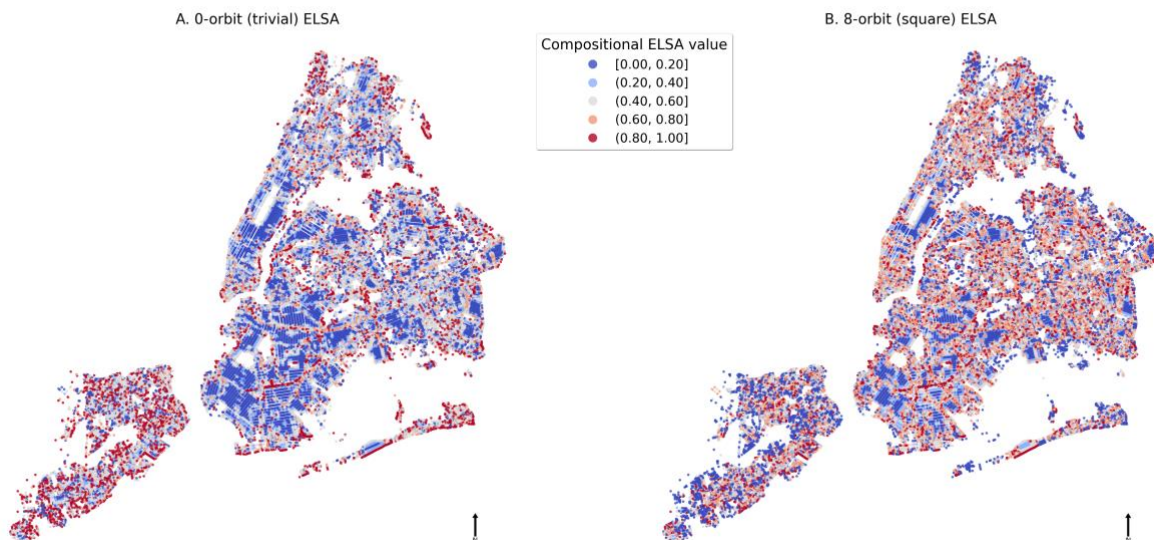 A. 0-orbit (trivial) ELSA
B. 8-orbit (square) ELSA
Compositional ELSA value
[0.00, 0.20]
(0.20, 0.40]
(0.40, 0.60]
(0.60, 0.80]
(0.80, 1.00]